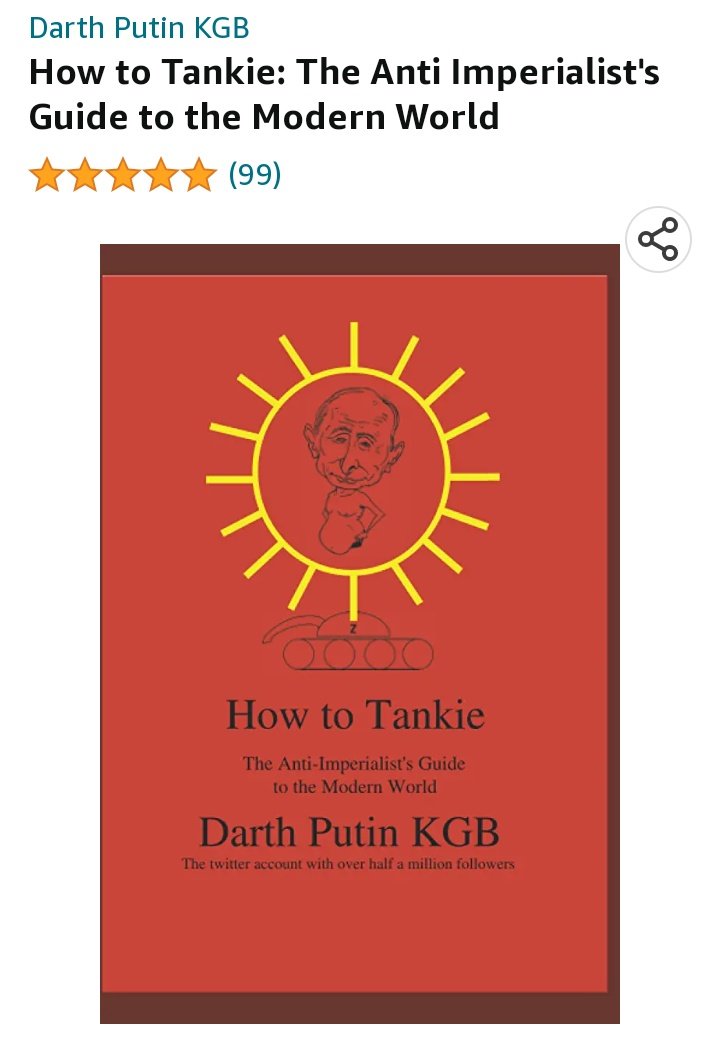 Darth Putin KGB
How to Tankie: The Anti Imperialist's
Guide to the Modern World
(99)
Z
How to Tankie
The Anti-Imperialist's Guide
to the Modern World
Darth Putin KGB
The twitter account with over half a million followers